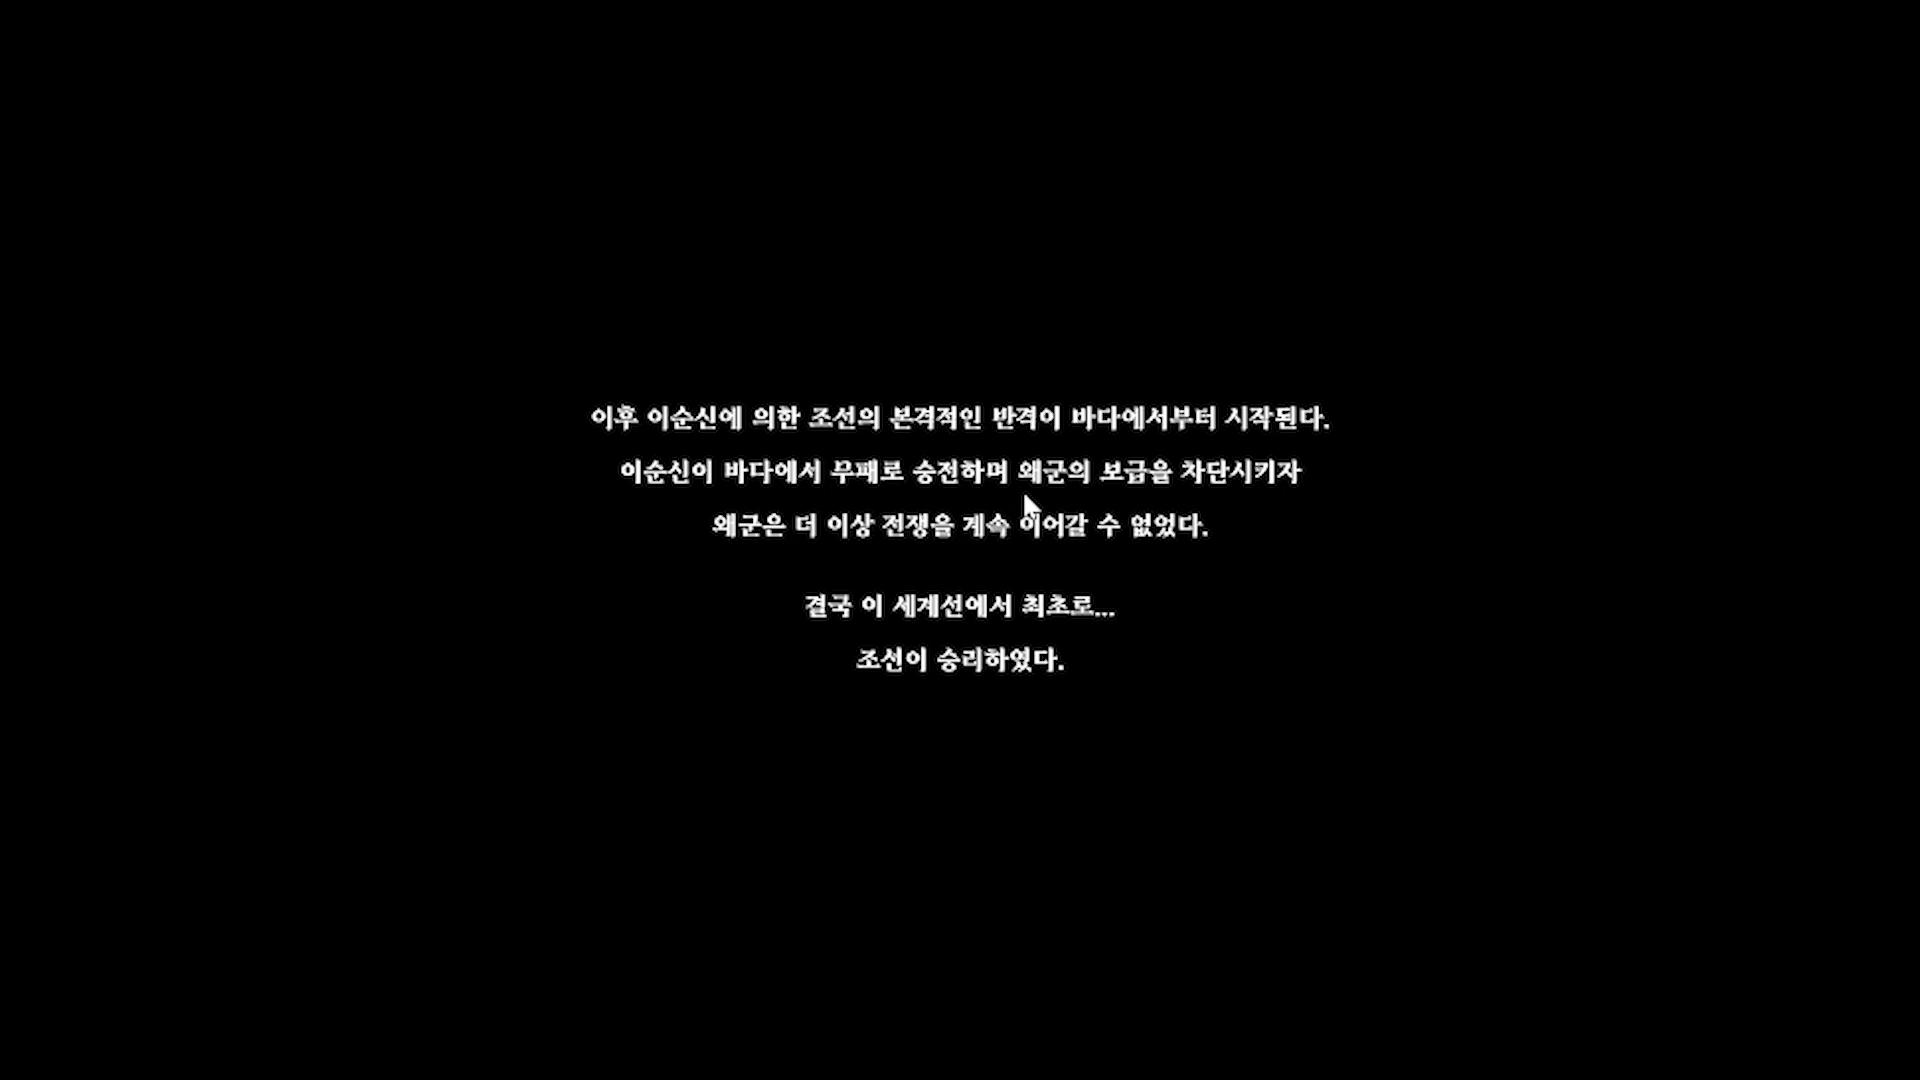 이후 이순신에 의한 조선의 본격적인 반격이 바다에서부터 시작된다.
이순신이 바다에서 무패로 승전하며 왜군의 보급을 차단시키자
왜군은 더 이상 전쟁을 계속 이어갈 수 없었다.
결국 이 세계선에서 최초로...
조선이 승리하였다.